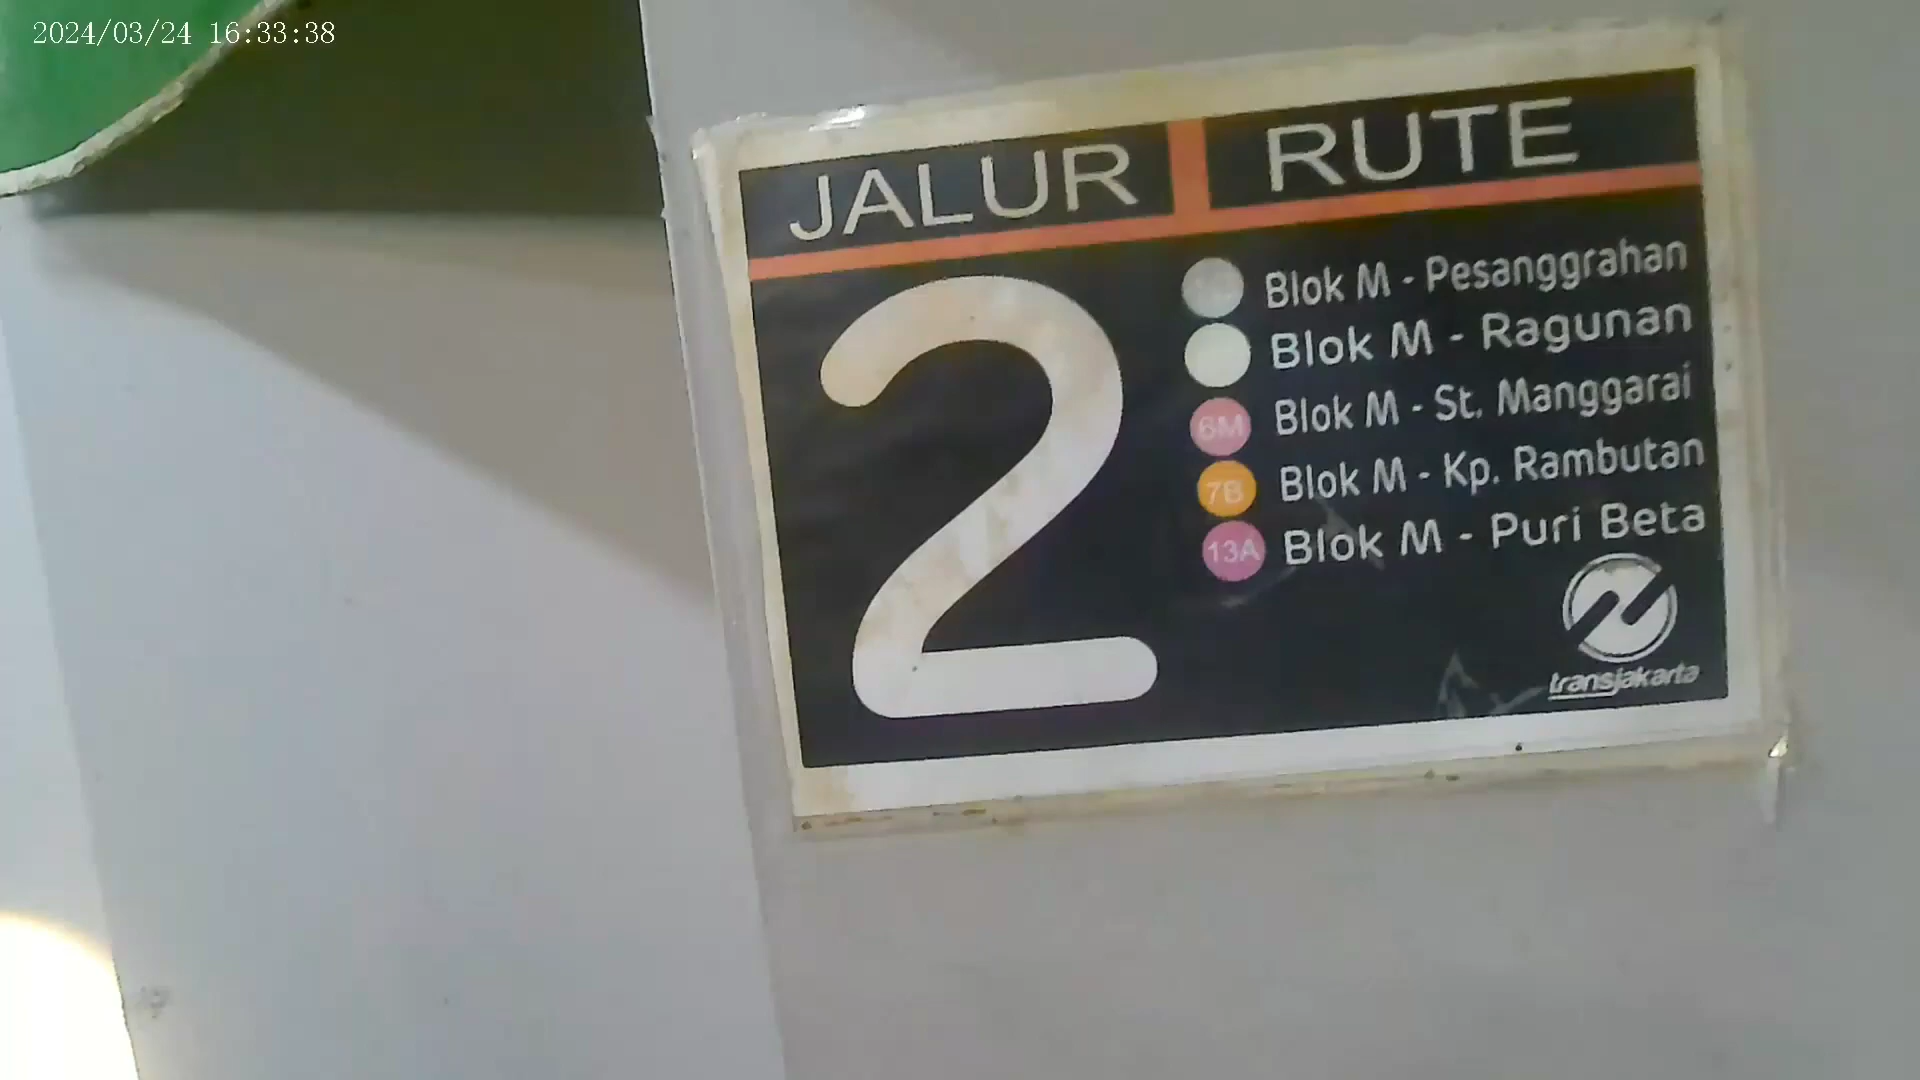 2024/03/24 16:33:38
JALUR RUTE
2
Blok M - Pesanggrahan
Blok M - Ragunan
6M Blok M - St. Manggarai
7B Blok M - Kp. Rambutan
13A Blok M - Puri Beta
transjakarta